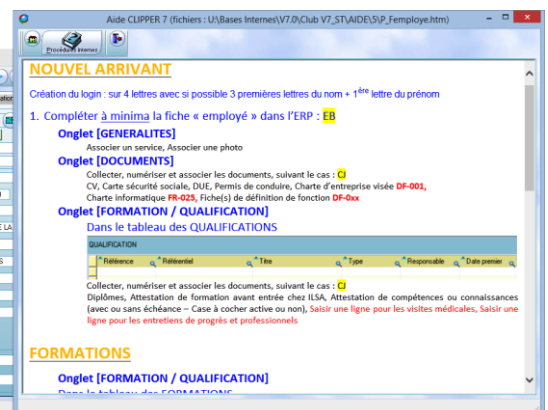 Aide CLIPPER 7 (fichiers : U:\Bases Internes\V7.0\Club V7_ST\AIDE\S\P_Femploye.htm)
Procédures internes
NOUVEL ARRIVANT
Création du login : sur 4 lettres avec si possible 3 premières lettres du nom + 1ère lettre du prénom
1. Compléter à minima la fiche « employé » dans l'ERP : EB
Onglet [GENERALITES]
Associer un service, Associer une photo
Onglet [DOCUMENTS]
Collecter, numériser et associer les documents, suivant le cas : CJ
CV, Carte sécurité sociale, DUE, Permis de conduire, Charte d'entreprise visée DF-001,
Charte informatique FR-025, Fiche(s) de définition de fonction DF-0xx
Onglet [FORMATION / QUALIFICATION]
Dans le tableau des QUALIFICATIONS
QUALIFICATION
Référence Référentiel Titre Type Responsable Date premier
Collecter, numériser et associer les documents, suivant le cas : CJ
Diplômes, Attestation de formation avant entrée chez ILSA, Attestation de compétences ou connaissances
(avec ou sans échéance – Case à cocher active ou non), Saisir une ligne pour les visites médicales, Saisir une
ligne pour les entretiens de progrès et professionnels
FORMATIONS
Onglet [FORMATION / QUALIFICATION]
Dans le tableau des FORMATIONS